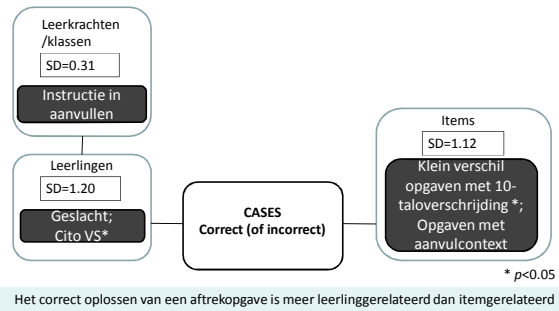 Leerkrachten
/klassen
SD=0.31
Instructie in
aanvullen
Leerlingen
SD=1.20
Geslacht;
Cito VS*
CASES
Correct (of incorrect)
Items
SD=1.12
Klein verschil
opgaven met 10-
taloverschrijding *;
Opgaven met
aanvulcontext
* p<0.05
Het correct oplossen van een aftrekopgave is meer leerlinggerelateerd dan itemgerelateerd